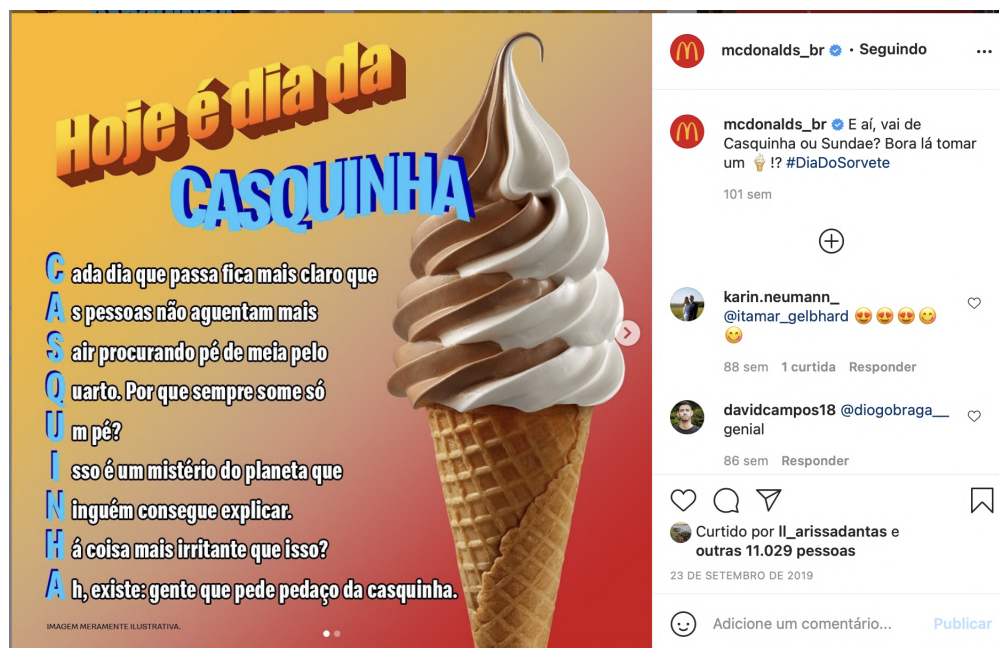 Hoje é dia da
CASQUINHA
Cada dia que passa fica mais claro que
As pessoas não aguentam mais
Sair procurando pé de meia pelo
Quarto. Por que sempre some só
Um pé?
Isso é um mistério do planeta que
Ninguém consegue explicar.
Há coisa mais irritante que isso?
Ah, existe: gente que pede pedaço da casquinha.
IMAGEM MERAMENTE ILUSTRATIVA.
mcdonalds_br • Seguindo
mcdonalds_br E aí, vai de
Casquinha ou Sundae? Bora lá tomar
um 🍦 !? #DiaDoSorvete
101 sem
karin.neumann_
@itamar_gelbhard 😍😍😍😋
😋
88 sem 1 curtida Responder
davidcampos18 @diogobraga__
genial
86 sem Responder
Curtido por ll_arissadantas e
outras 11.029 pessoas
23 DE SETEMBRO DE 2019
Adicione um comentário... Publicar